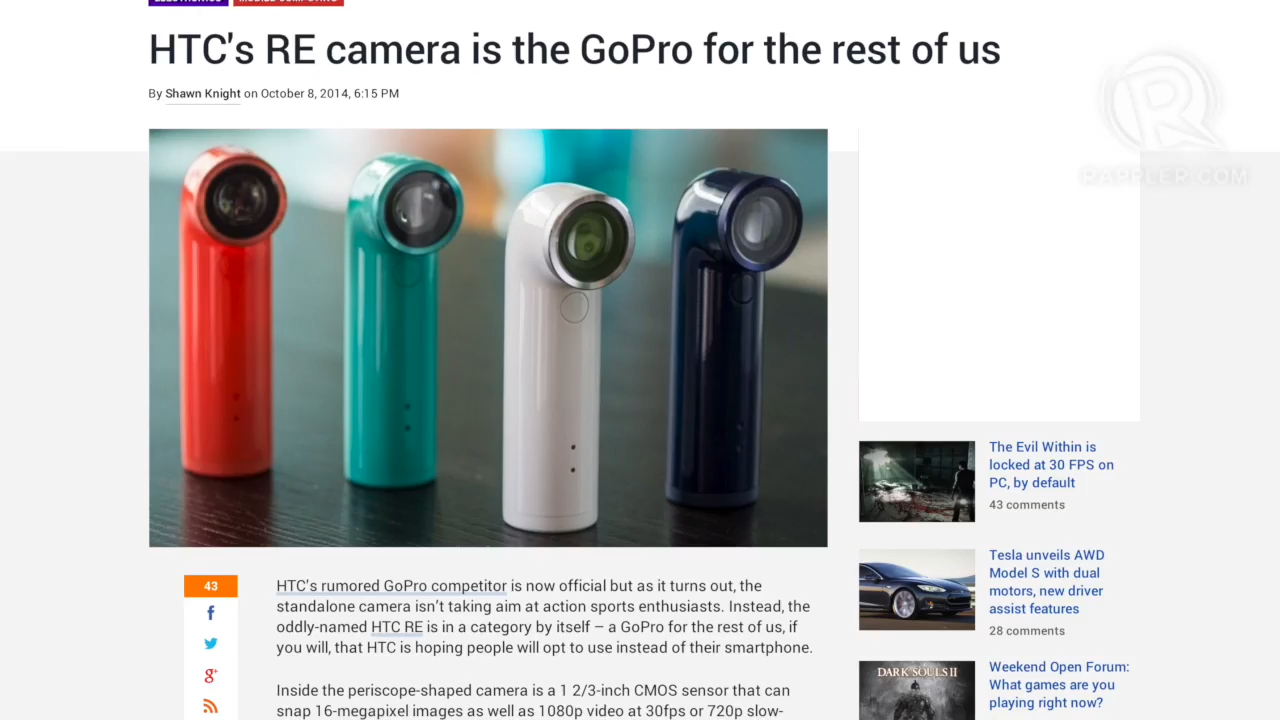 ELECTRONICS MOBILE COMPUTING
HTC's RE camera is the GoPro for the rest of us
By Shawn Knight on October 8, 2014, 6:15 PM
R
RAPPLER.COM
The Evil Within is
locked at 30 FPS on
PC, by default
43 comments
Tesla unveils AWD
Model S with dual
motors, new driver
assist features
28 comments
DARK SOULS II
Weekend Open Forum:
What games are you
playing right now?
43
HTC's rumored GoPro competitor is now official but as it turns out, the
standalone camera isn't taking aim at action sports enthusiasts. Instead, the
oddly-named HTC RE is in a category by itself – a GoPro for the rest of us, if
you will, that HTC is hoping people will opt to use instead of their smartphone.
Inside the periscope-shaped camera is a 1 2/3-inch CMOS sensor that can
snap 16-megapixel images as well as 1080p video at 30fps or 720p slow-